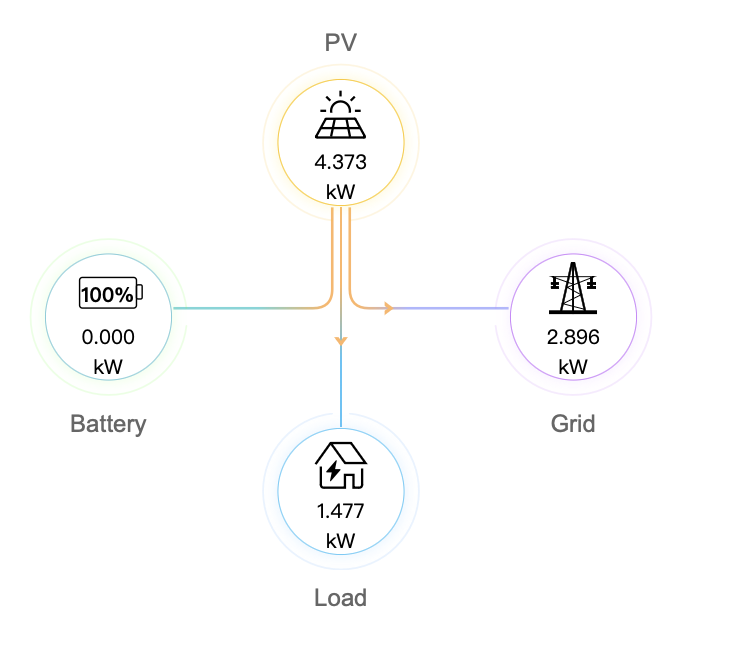 PV
4.373
kW
100%
0.000
kW
Battery
2.896
kW
Grid
1.477
kW
Load